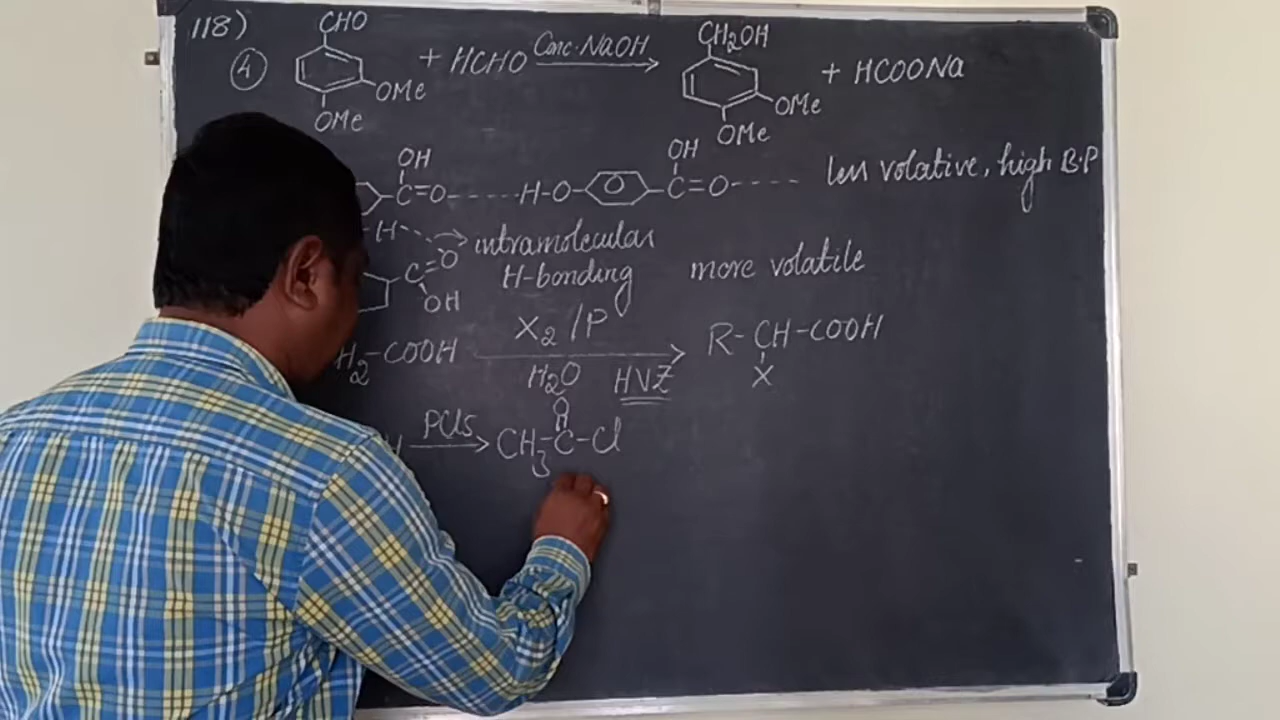 118)
CHO
CH2OH
4
+ HCHO Conc. NaOH
+ HCOONa
OMe
OMe
OMe
OMe
OH
OH
C=O-----H-O-
-C=O----
less volative, high B.P
-H---
intramolecular
H-bonding
more volatile
C=O
OH
H2-COOH
X2/P
H2O HVZ
R-CH-COOH
X
PCl5
O
CH3-C-Cl